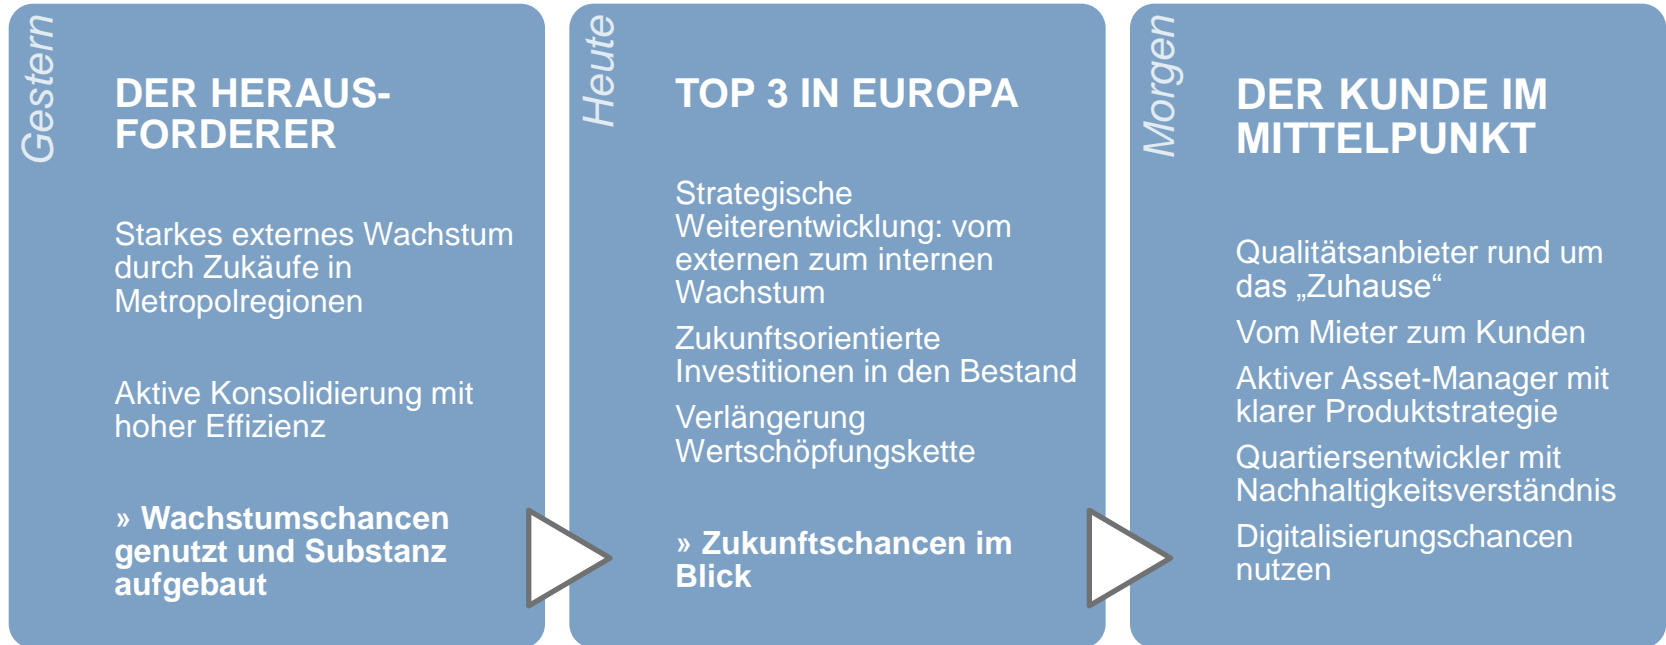 Gestern
DER HERAUS-
FORDERER
Starkes externes Wachstum
durch Zukäufe in
Metropolregionen
Aktive Konsolidierung mit
hoher Effizienz
» Wachstumschancen
genutzt und Substanz
aufgebaut
Heute
TOP 3 IN EUROPA
Strategische
Weiterentwicklung: vom
externen zum internen
Wachstum
Zukunftsorientierte
Investitionen in den Bestand
Verlängerung
Wertschöpfungskette
» Zukunftschancen im
Blick
Morgen
DER KUNDE IM
MITTELPUNKT
Qualitätsanbieter rund um
das „Zuhause“
Vom Mieter zum Kunden
Aktiver Asset-Manager mit
klarer Produktstrategie
Quartiersentwickler mit
Nachhaltigkeitsverständnis
Digitalisierungschancen
nutzen